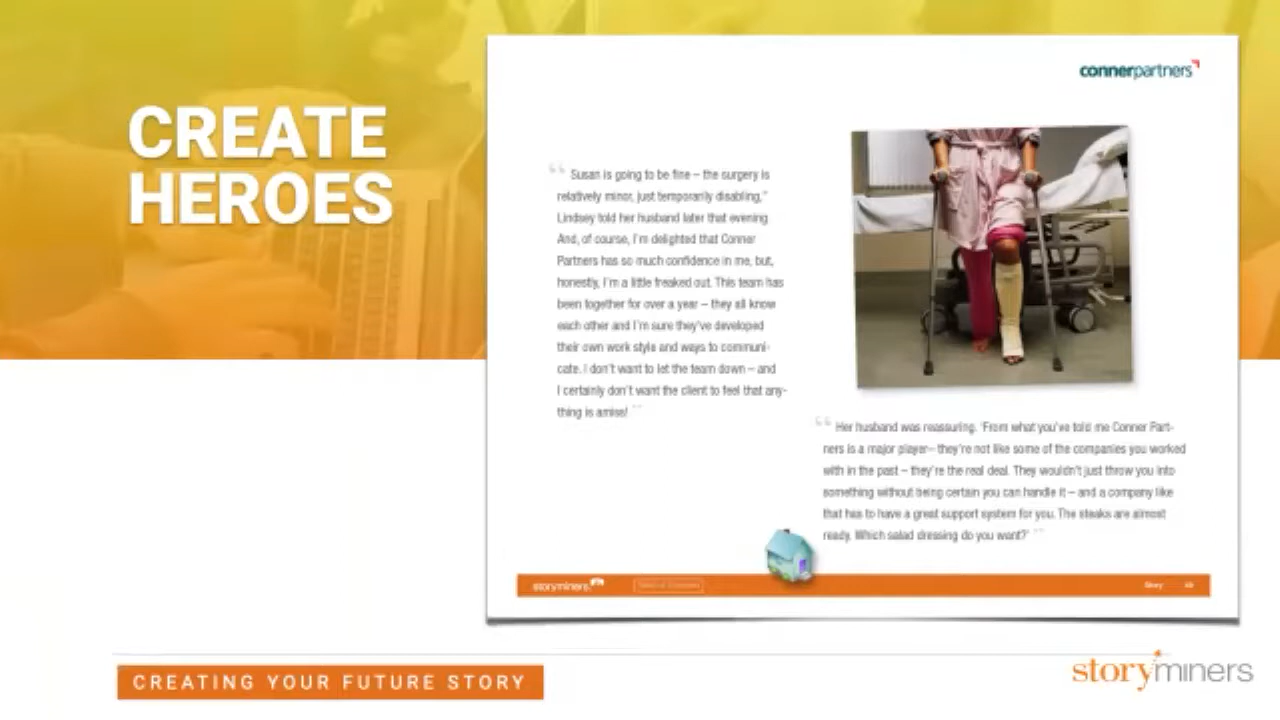 CREATE
HEROES
connerpartners
“ Susan is going to be fine – the surgery is
relatively minor, just temporarily disabling,”
Lindsey told her husband later that evening
And, of course, I'm delighted that Conner
Partners has so much confidence in me, but,
honestly, I'm a little freaked out. This team has
been together for over a year – they all know
each other and I'm sure they've developed
their own work style and ways to communi-
cate. I don't want to let the team down – and
I certainly don't want the client to feel that any-
thing is amiss! ”
“ Her husband was reassuring. ‘From what you've told me Conner Part-
ners is a major player– they're not like some of the companies you worked
with in the past – they're the real deal. They wouldn't just throw you into
something without being certain you can handle it – and a company like
that has to have a great support system for you. The steaks are almost
ready. Which salad dressing do you want?’ ”
storyminers
Story
CREATING YOUR FUTURE STORY
storyminers